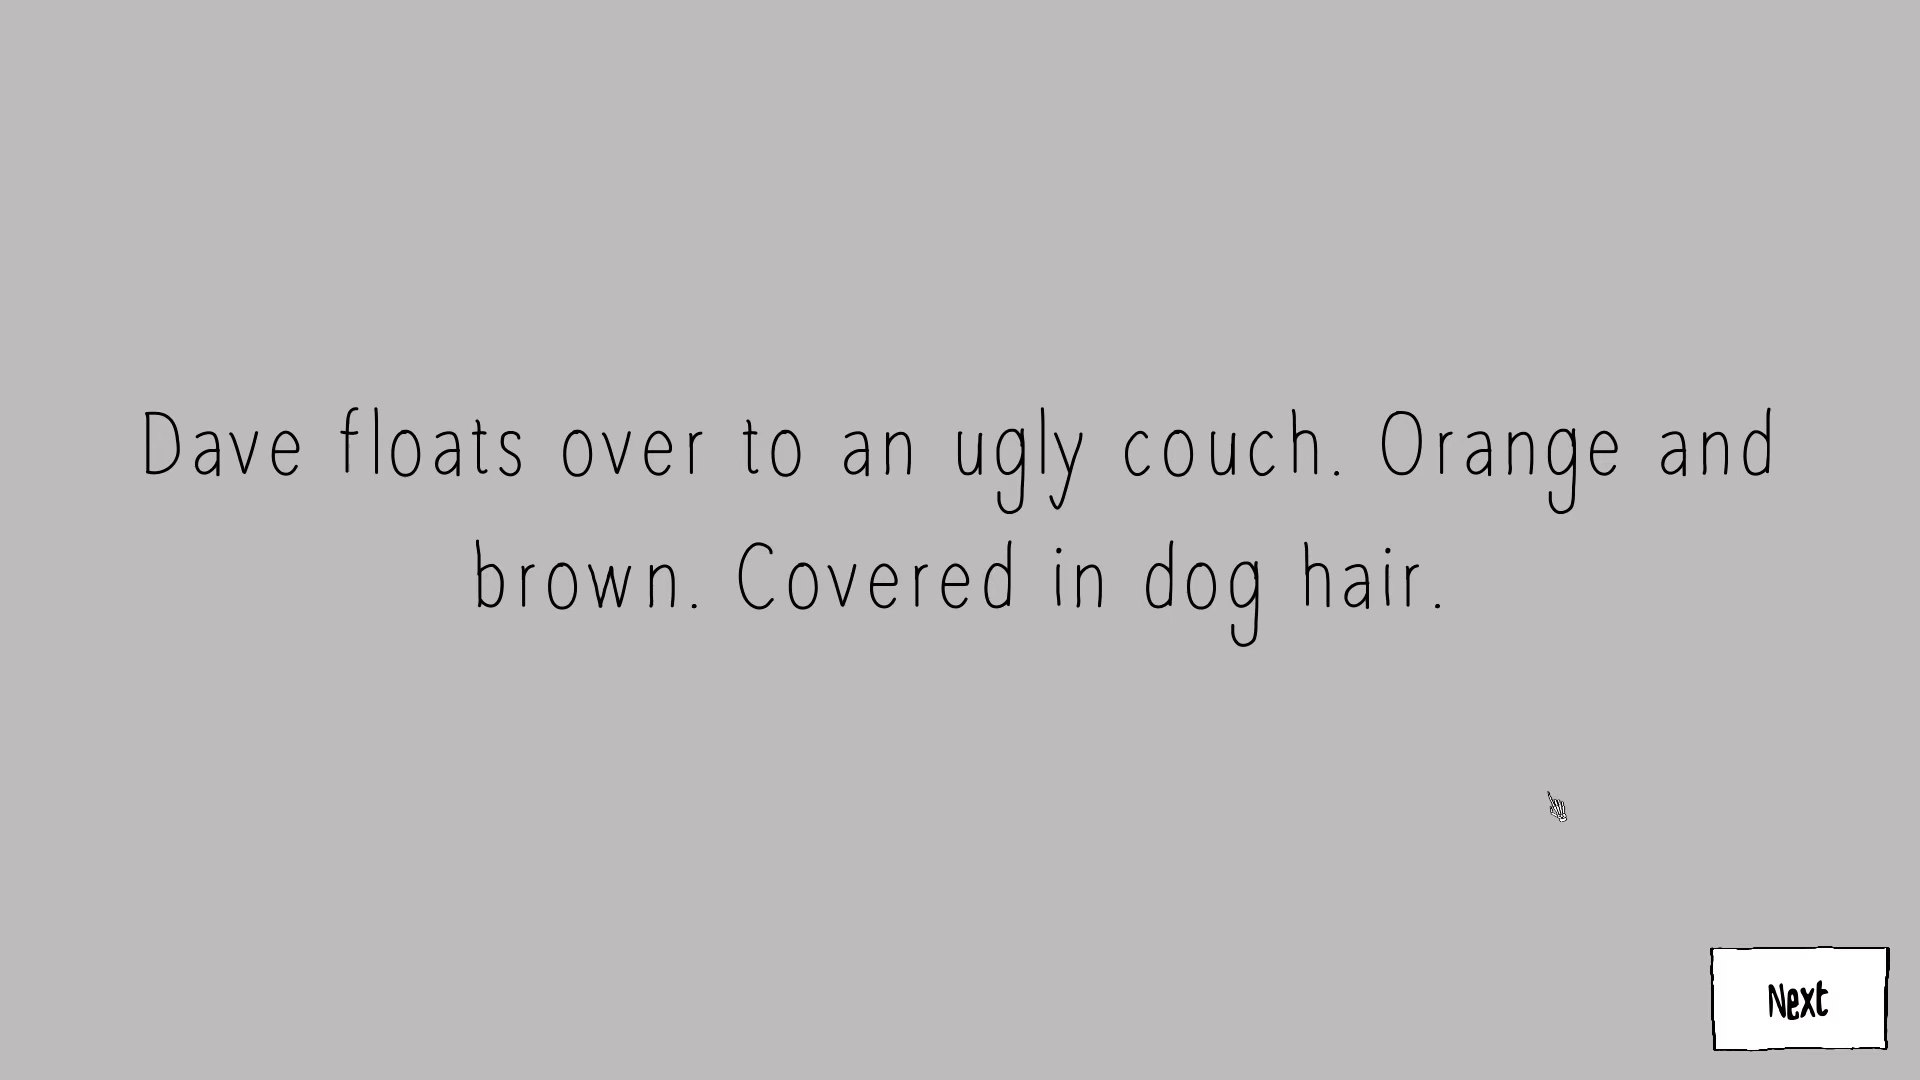 Dave floats over to an ugly couch. Orange and
brown. Covered in dog hair.
Next